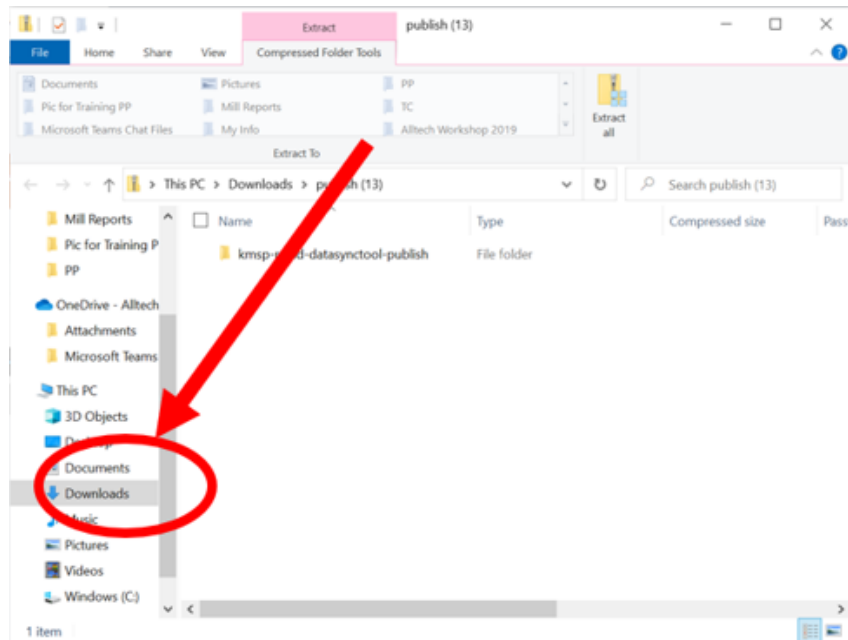 Extract publish (13)
File Home Share View Compressed Folder Tools
Documents Pictures PP
Pic for Training PP Mill Reports TC
Microsoft Teams Chat Files My Info Alltech Workshop 2019
Extract all
Extract To
This PC > Downloads > (13) Search publish (13)
Name Type Compressed size Pass
Mill Reports
Pic for Training P
PP
File folder
OneDrive - Alltech
Attachments
Microsoft Teams
This PC
3D Objects
Documents
Downloads
Music
Pictures
Videos
Windows (C:)
1 item